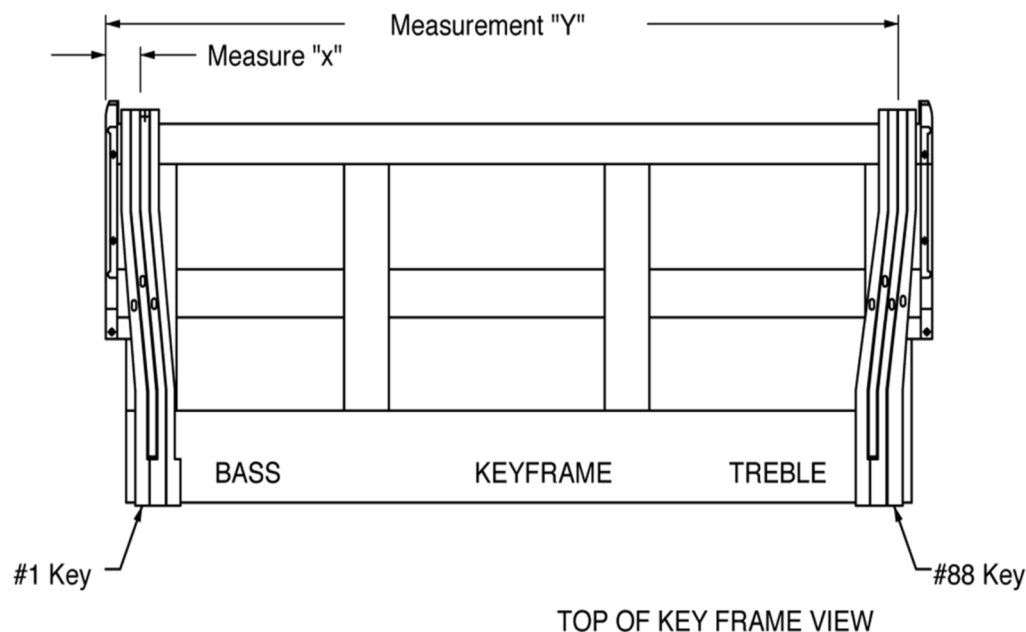 Measurement "Y"
Measure "x"
BASS
KEYFRAME
TREBLE
#1 Key
#88 Key
TOP OF KEY FRAME VIEW